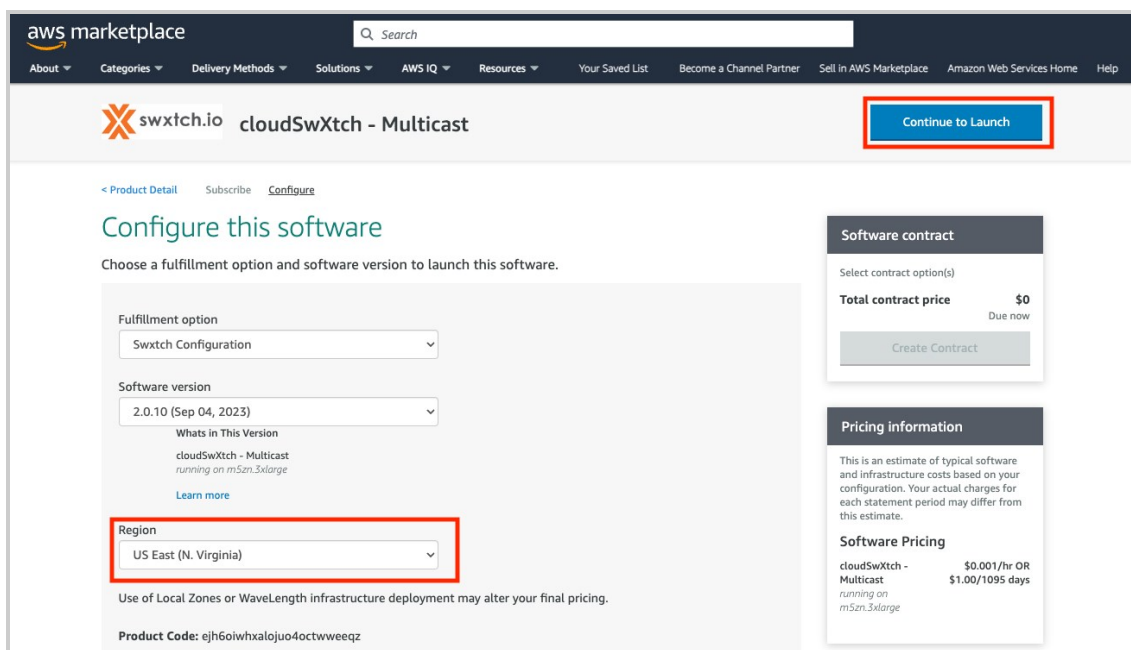 aws marketplace
Search
About
Categories
Delivery Methods
Solutions
AWS IQ
Resources
Your Saved List
Become a Channel Partner
Sell in AWS Marketplace
Amazon Web Services Home
Help
swxtch.io
cloudSwXtch - Multicast
Continue to Launch
< Product Detail
Subscribe
Configure
Configure this software
Choose a fulfillment option and software version to launch this software.
Fulfillment option
Swxtch Configuration
Software version
2.0.10 (Sep 04, 2023)
Whats in This Version
cloudSwXtch - Multicast
running on m5zn.3xlarge
Learn more
Region
US East (N. Virginia)
Use of Local Zones or WaveLength infrastructure deployment may alter your final pricing.
Product Code: ejh6oiwhxalojuo4octwweeqz
Software contract
Select contract option(s)
Total contract price $0
Due now
Create Contract
Pricing information
This is an estimate of typical software
and infrastructure costs based on your
configuration. Your actual charges for
each statement period may differ from
this estimate.
Software Pricing
cloudSwXtch - $0.001/hr OR
Multicast $1.00/1095 days
running on
m5zn.3xlarge